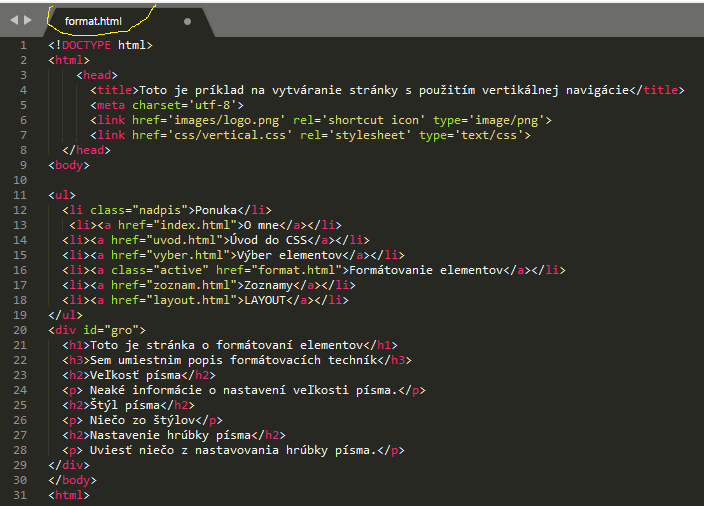 format.html
1 <!DOCTYPE html>
2 <html>
3 <head>
4 <title>Toto je príklad na vytváranie stránky s použitím vertikálnej navigácie</title>
5 <meta charset='utf-8'>
6 <link href='images/logo.png' rel='shortcut icon' type='image/png'>
7 <link href='css/vertical.css' rel='stylesheet' type='text/css'>
8 </head>
9 <body>
10
11 <ul>
12 <li class="nadpis">Ponuka</li>
13 <li><a href="index.html">O mne</a></li>
14 <li><a href="uvod.html">Úvod do CSS</a></li>
15 <li><a href="vyber.html">Výber elementov</a></li>
16 <li><a class="active" href="format.html">Formátovanie elementov</a></li>
17 <li><a href="zoznam.html">Zoznamy</a></li>
18 <li><a href="layout.html">LAYOUT</a></li>
19 </ul>
20 <div id="gro">
21 <h1>Toto je stránka o formátovaní elementov</h1>
22 <h3>Sem umiestnim popis formátovacích techník</h3>
23 <h2>Veľkosť písma</h2>
24 <p> Neaké informácie o nastavení veľkosti písma.</p>
25 <h2>Štýl písma</h2>
26 <p> Niečo zo štýlov</p>
27 <h2>Nastavenie hrúbky písma</h2>
28 <p> Uviesť niečo z nastavovania hrúbky písma.</p>
29 </div>
30 </body>
31 <html>